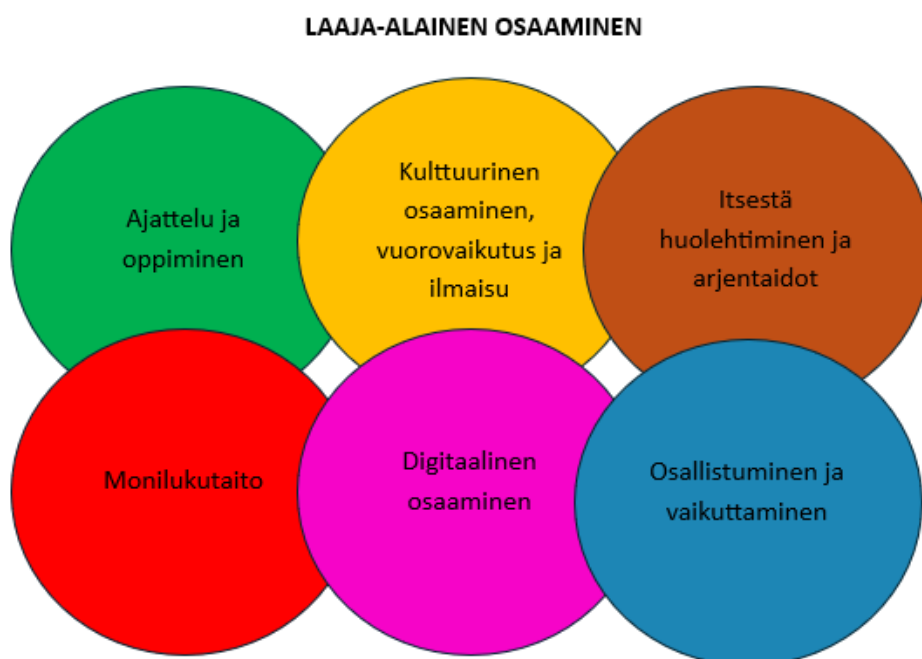 LAAJA-ALAINEN OSAAMINEN
Ajattelu ja
oppiminen
Kulttuurinen
osaaminen,
vuorovaikutus ja
ilmaisu
Itsestä
huolehtiminen ja
arjentaidot
Monilukutaito
Digitaalinen
osaaminen
Osallistuminen ja
vaikuttaminen